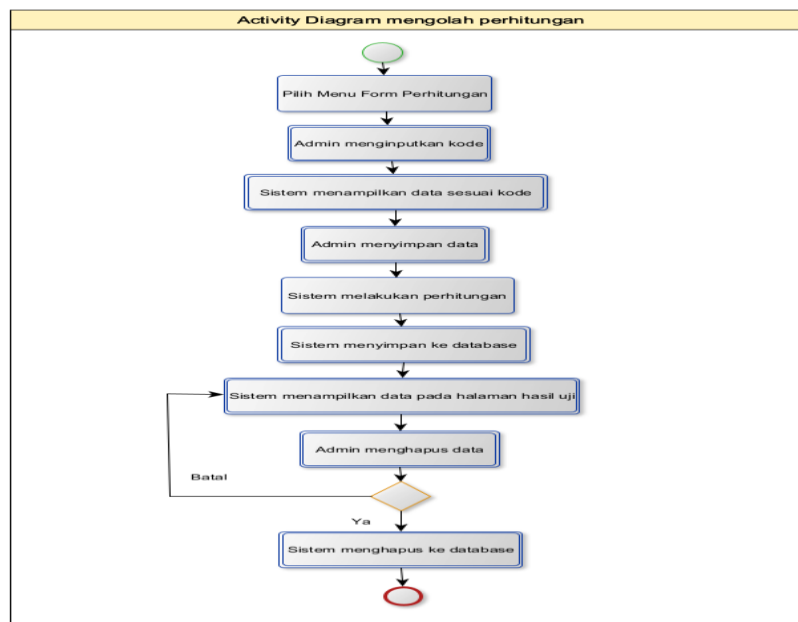 Activity Diagram mengolah perhitungan
Pilih Menu Form Perhitungan
Admin menginputkan kode
Sistem menampilkan data sesuai kode
Admin menyimpan data
Sistem melakukan perhitungan
Sistem menyimpan ke database
Sistem menampilkan data pada halaman hasil uji
Admin menghapus data
Batal
Ya
Sistem menghapus ke database